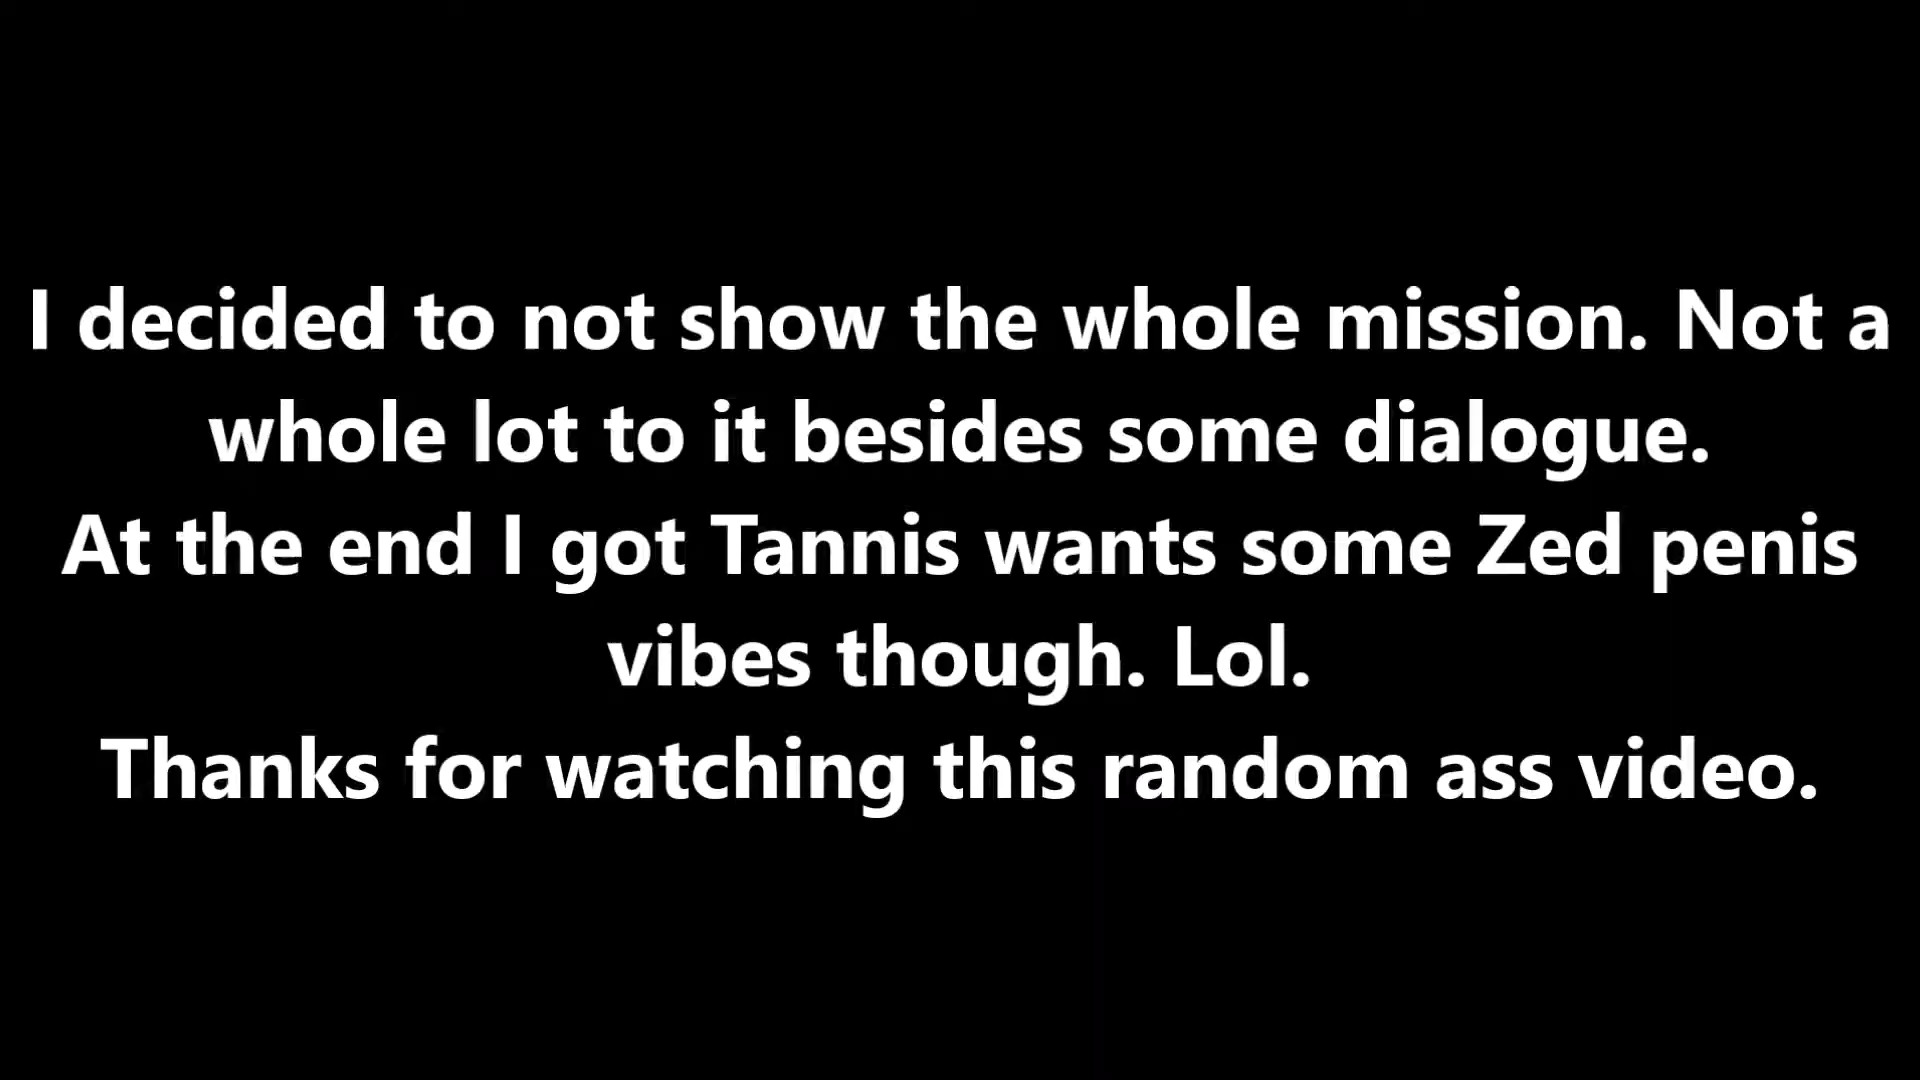 I decided to not show the whole mission. Not a
whole lot to it besides some dialogue.
At the end I got Tannis wants some Zed penis
vibes though. Lol.
Thanks for watching this random ass video.